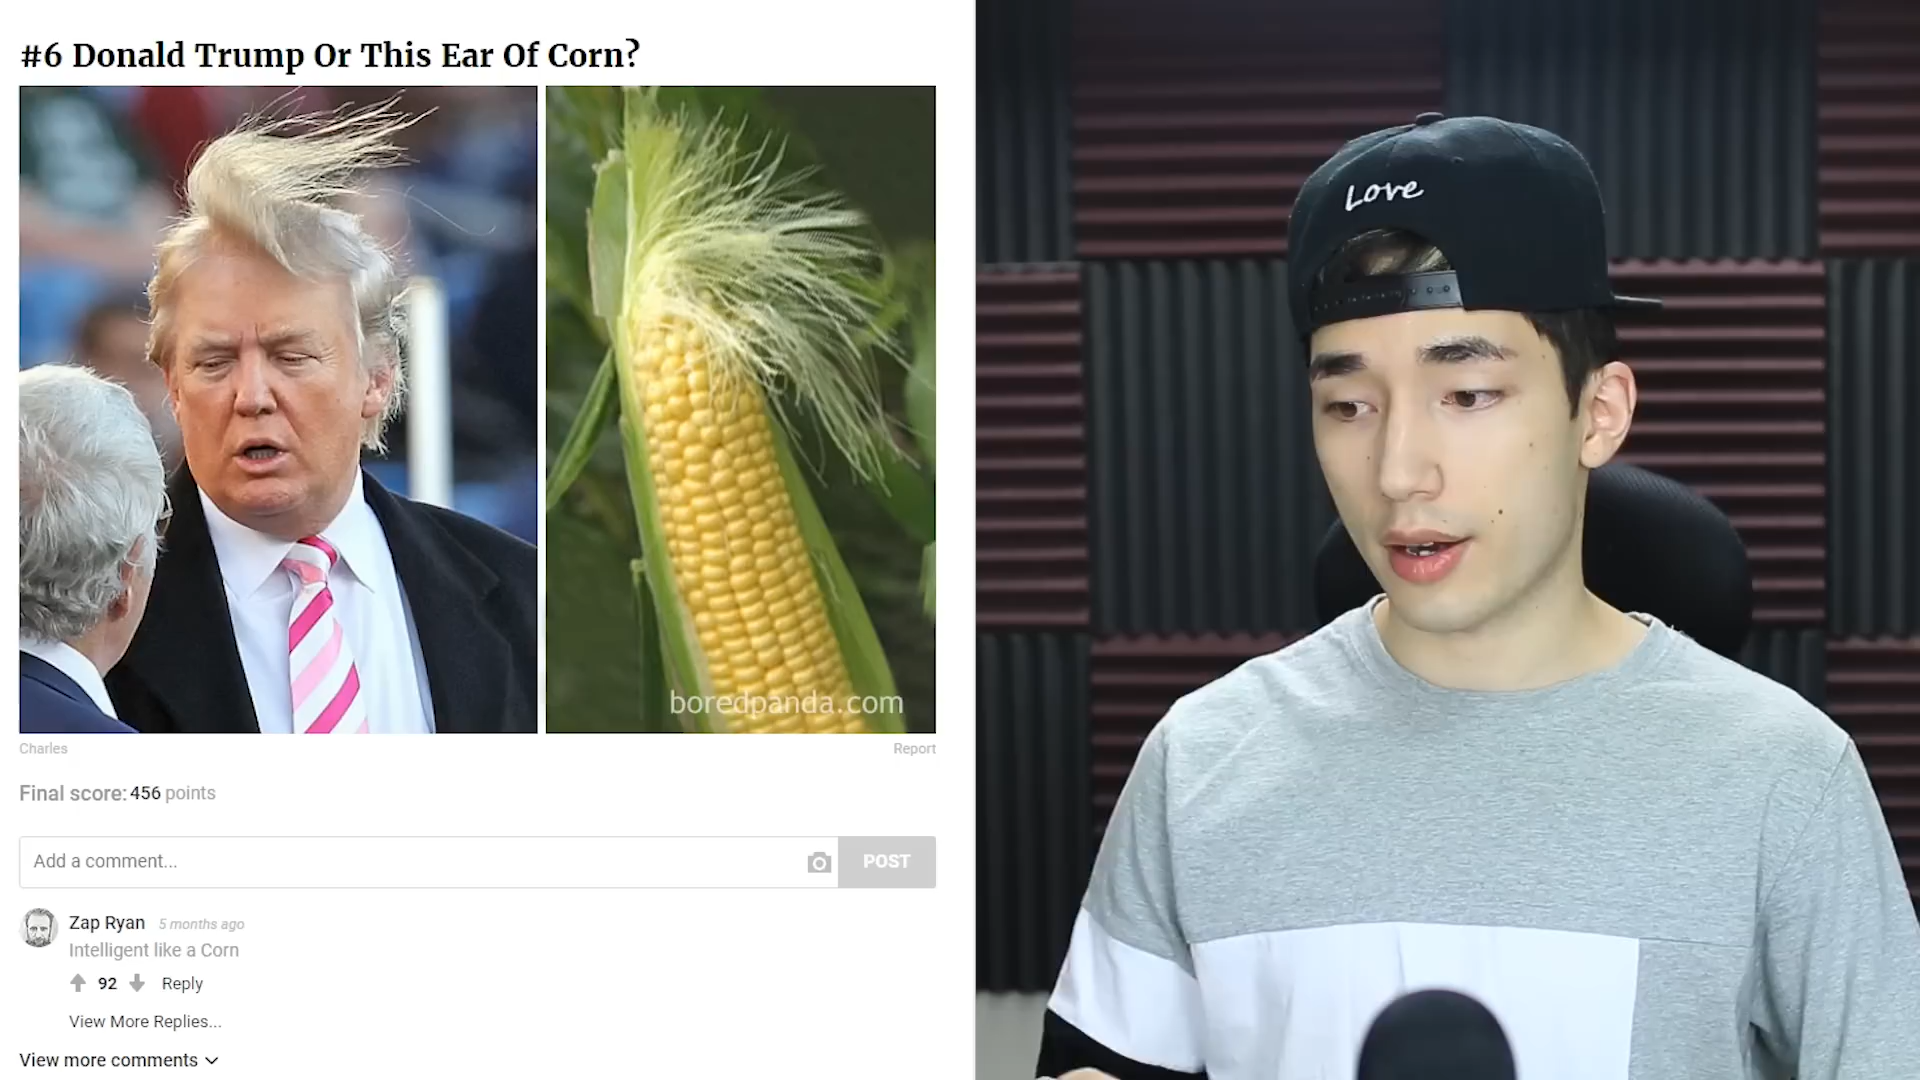 #6 Donald Trump Or This Ear Of Corn?
Love
boredpanda.com
Charles
Report
Final score: 456 points
Add a comment...
POST
Zap Ryan 5 months ago
Intelligent like a Corn
92 Reply
View More Replies...
View more comments